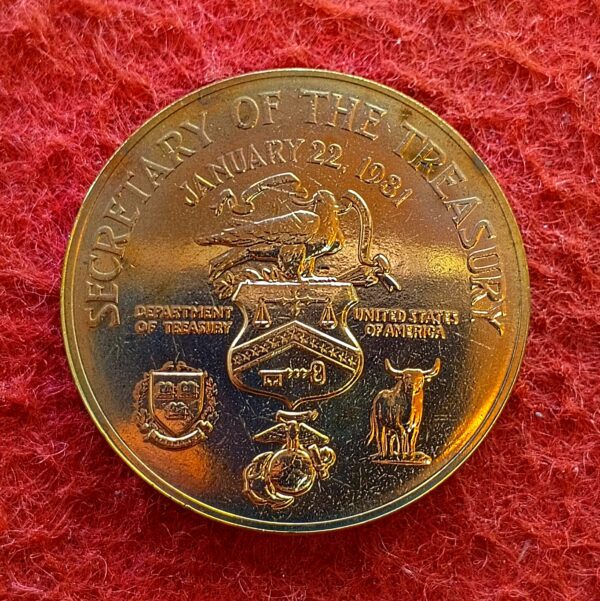 SECRETARY OF THE TREASURY
JANUARY 22, 1981
DEPARTMENT
OF TREASURY
UNITED STATES
OF AMERICA